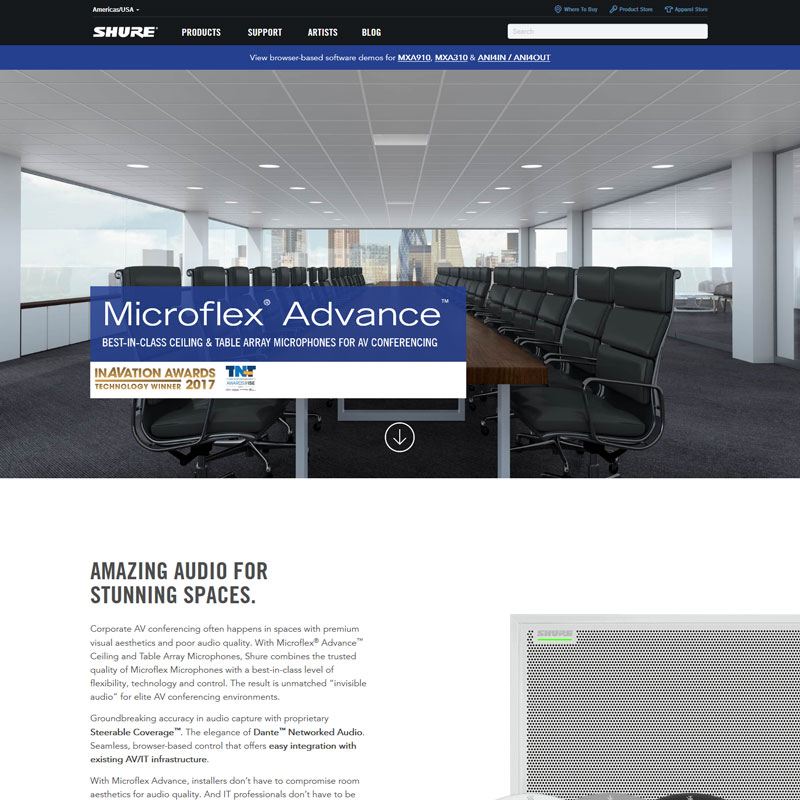 Americas/USA
Where To Buy
Product Store
Apparel Store
SHURE®
PRODUCTS
SUPPORT
ARTISTS
BLOG
Search
View browser-based software demos for MXA910, MXA310 & ANI4IN / ANI4OUT
Microflex® Advance™
BEST-IN-CLASS CEILING & TABLE ARRAY MICROPHONES FOR AV CONFERENCING
INAVATION AWARDS
TECHNOLOGY WINNER 2017
TNT
AMAZING AUDIO FOR
STUNNING SPACES.
Corporate AV conferencing often happens in spaces with premium
visual aesthetics and poor audio quality. With Microflex® Advance™
Ceiling and Table Array Microphones, Shure combines the trusted
quality of Microflex Microphones with a best-in-class level of
flexibility, technology and control. The result is unmatched “invisible
audio” for elite AV conferencing environments.
Groundbreaking accuracy in audio capture with proprietary
Steerable Coverage™. The elegance of Dante™ Networked Audio.
Seamless, browser-based control that offers easy integration with
existing AV/IT infrastructure.
With Microflex Advance, installers don’t have to compromise room
aesthetics for audio quality. And IT professionals don’t have to be
SHURE